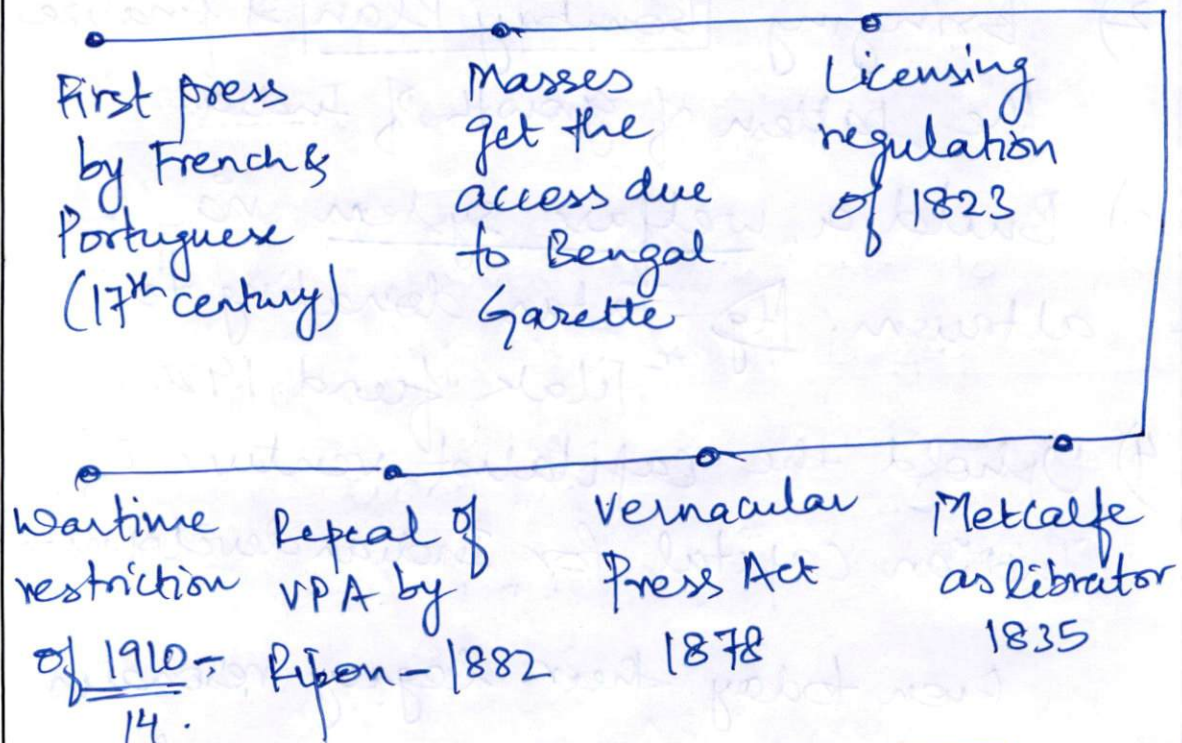 First press
by French &
Portuguese
(17th century)
Masses
get the
access due
to Bengal
Gazette
Licensing
regulation
of 1823
Metcalfe
as librator
1835
Vernacular
Press Act
1878
Repeal of
VPA by
Ripon - 1882
Wartime
restriction
of 1910-
14.